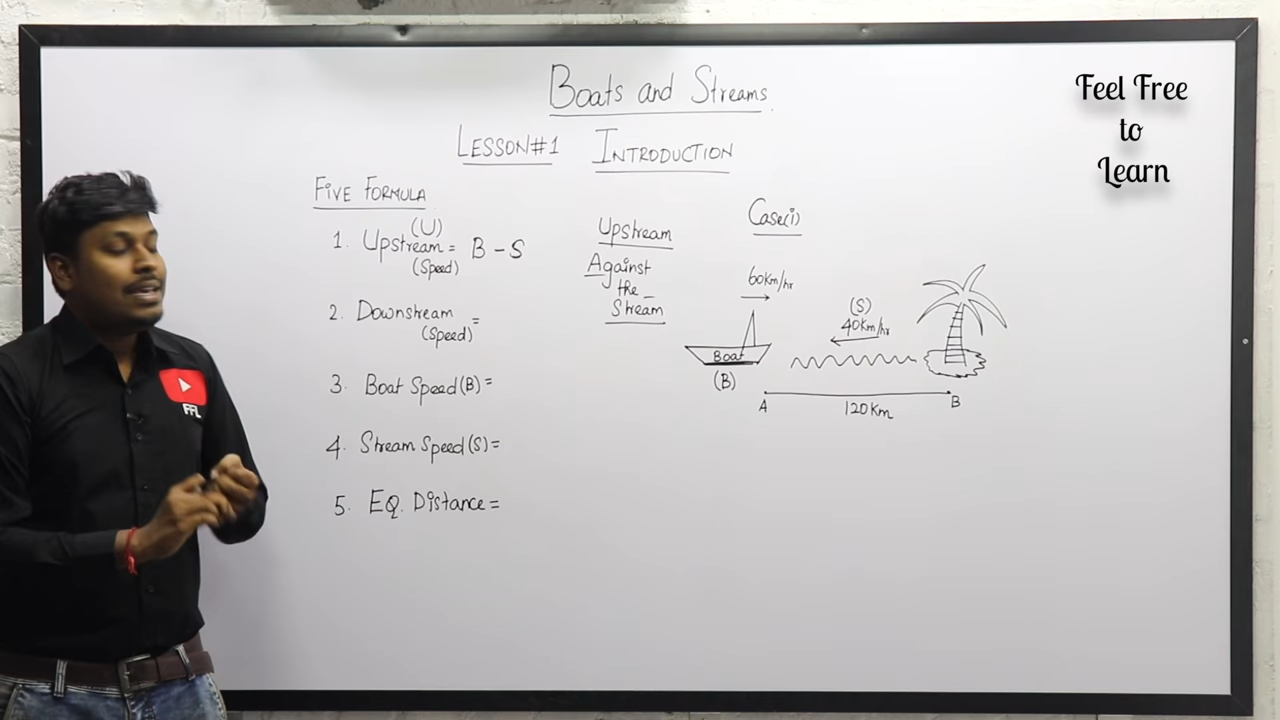 Boats and Streams.
LESSON#1 INTRODUCTION
FIVE FORMULA
(U)
1. Upstream = B - S
(Speed)
2. Downstream =
(Speed)
3. Boat Speed (B) =
4. Stream Speed (S) =
5. EQ. Distance =
Upstream
Against
the
Stream
Case(i)
60km/hr
(S)
40km/hr
Boat
(B)
A 120km B
Feel Free
to
Learn
FFL